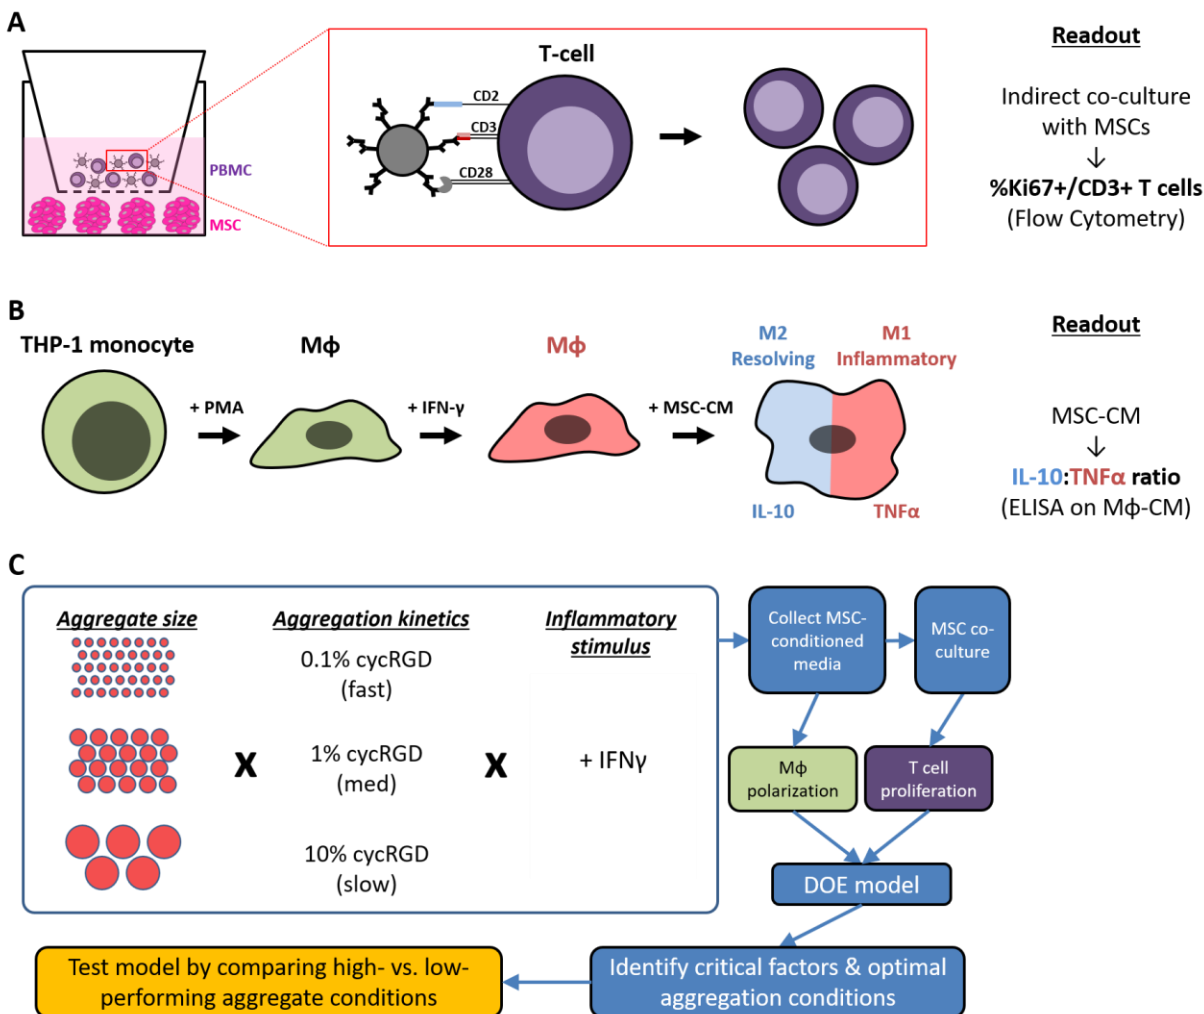 A
T-cell
CD2
CD3
CD28
PBMC
MSC
Readout
Indirect co-culture
with MSCs
↓
%Ki67+/CD3+ T cells
(Flow Cytometry)
B
THP-1 monocyte
+ PMA
Mϕ
+ IFN-γ
Mϕ
+ MSC-CM
M2
Resolving
M1
Inflammatory
IL-10
TNFα
Readout
MSC-CM
↓
IL-10:TNFα ratio
(ELISA on Mϕ-CM)
C
Aggregate size
X
Aggregation kinetics
0.1% cycRGD
(fast)
1% cycRGD
(med)
10% cycRGD
(slow)
X
Inflammatory
stimulus
+ IFNγ
Collect MSC-
conditioned
media
MSC co-
culture
Mϕ
polarization
T cell
proliferation
DOE model
Identify critical factors & optimal
aggregation conditions
Test model by comparing high- vs. low-
performing aggregate conditions